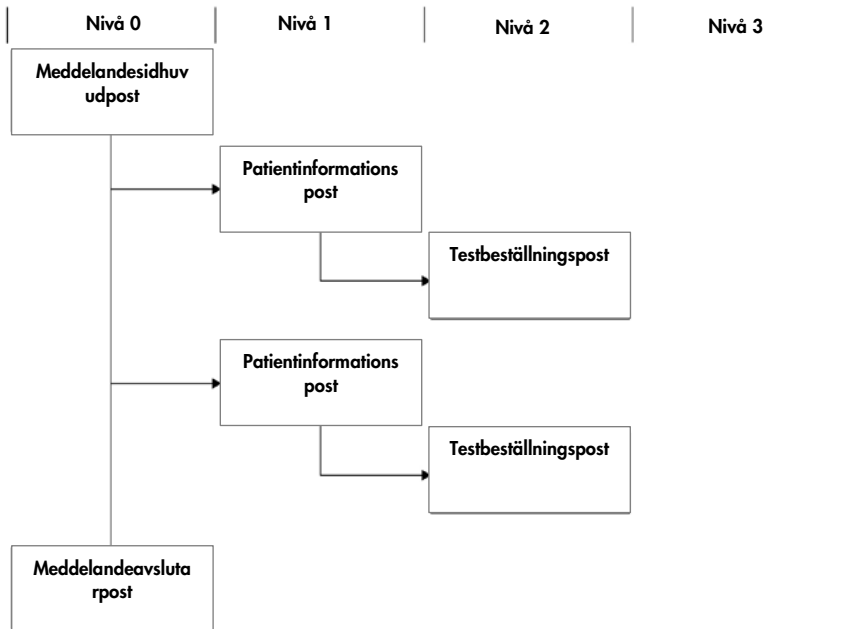 Nivå 0 Nivå 1 Nivå 2 Nivå 3
Meddelandesidhuv
udpost
Patientinformations
post
Testbeställningspost
Patientinformations
post
Testbeställningspost
Meddelandeavsluta
rpost